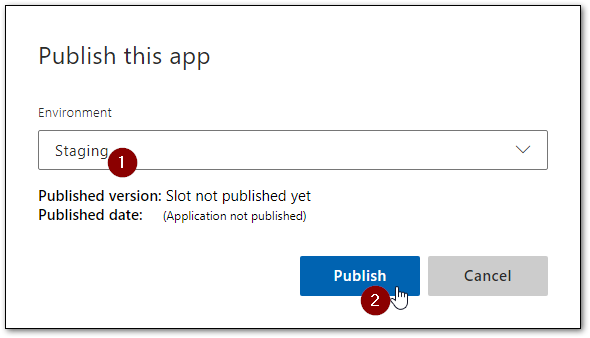 Publish this app
Environment
Staging
1
Published version: Slot not published yet
Published date: (Application not published)
Publish Cancel
2